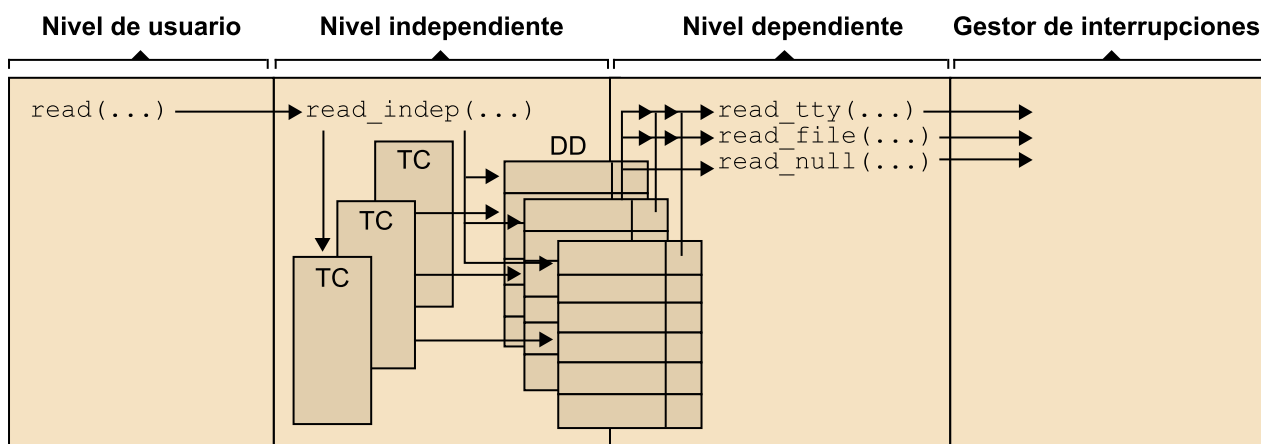 Nivel de usuario
Nivel independiente
Nivel dependiente
Gestor de interrupciones
read(...)
read_indep(...)
read_tty(...)
read_file(...)
read_null(...)
DD
TC
TC
TC